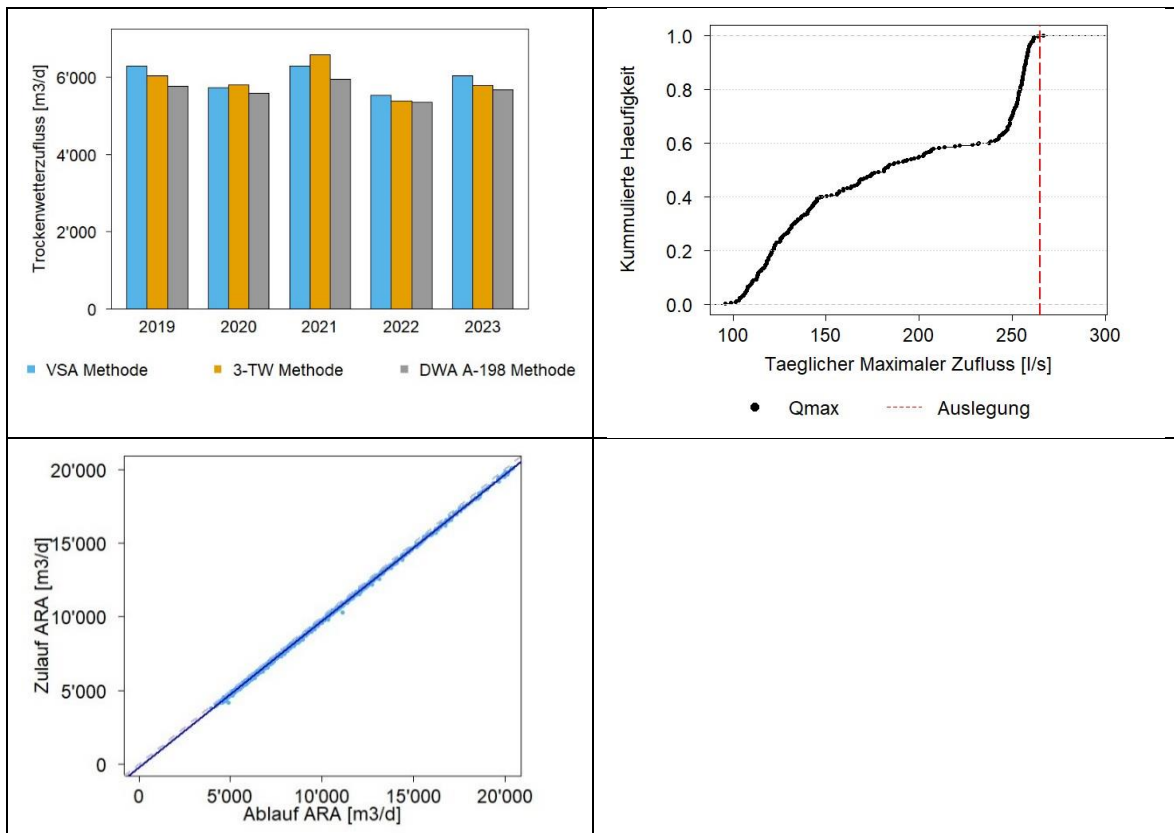 Trockenwetterzufluss [m3/d]
6'000
4'000
2'000
0
2019 2020 2021 2022 2023
VSA Methode 3-TW Methode DWA A-198 Methode
Kummulierte Haeufigkeit
1.0
0.8
0.6
0.4
0.2
0.0
100 150 200 250 300
Taeglicher Maximaler Zufluss [l/s]
Qmax Auslegung
Zulauf ARA [m3/d]
20'000
15'000
10'000
5'000
0
0 5'000 10'000 15'000 20'000
Ablauf ARA [m3/d]